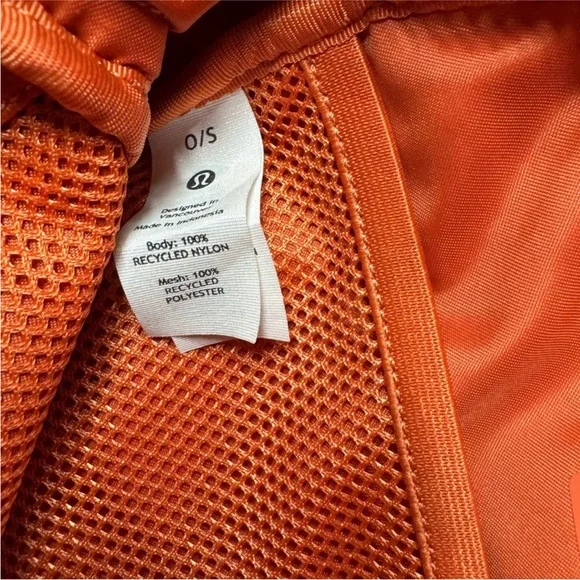 O/S
Designed in
Vancouver
Made in Indonesia
Body: 100%
RECYCLED NYLON
Mesh: 100%
RECYCLED
POLYESTER